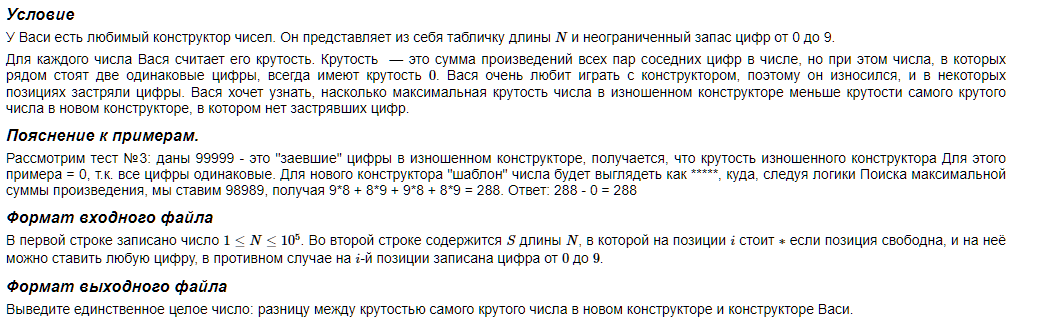 Условие
У Васи есть любимый конструктор чисел. Он представляет из себя табличку длины N и неограниченный запас цифр от 0 до 9.
Для каждого числа Вася считает его крутость. Крутость — это сумма произведений всех пар соседних цифр в числе, но при этом числа, в которых
рядом стоят две одинаковые цифры, всегда имеют крутость 0. Вася очень любит играть с конструктором, поэтому он износился, и в некоторых
позициях застряли цифры. Вася хочет узнать, насколько максимальная крутость числа в изношенном конструкторе меньше крутости самого крутого
числа в новом конструкторе, в котором нет застрявших цифр.
Пояснение к примерам.
Рассмотрим тест №3: даны 99999 - это "заевшие" цифры в изношенном конструкторе, получается, что крутость изношенного конструктора Для этого
примера = 0, т.к. все цифры одинаковые. Для нового конструктора "шаблон" числа будет выглядеть как *****, куда, следуя логики Поиска максимальной
суммы произведения, мы ставим 98989, получая 9*8 + 8*9 + 9*8 + 8*9 = 288. Ответ: 288 - 0 = 288
Формат входного файла
В первой строке записано число 1 ≤ N ≤ 10⁵. Во второй строке содержится S длины N, в которой на позиции i стоит * если позиция свободна, и на неё
можно ставить любую цифру, в противном случае на i-й позиции записана цифра от 0 до 9.
Формат выходного файла
Выведите единственное целое число: разницу между крутостью самого крутого числа в новом конструкторе и конструкторе Васи.